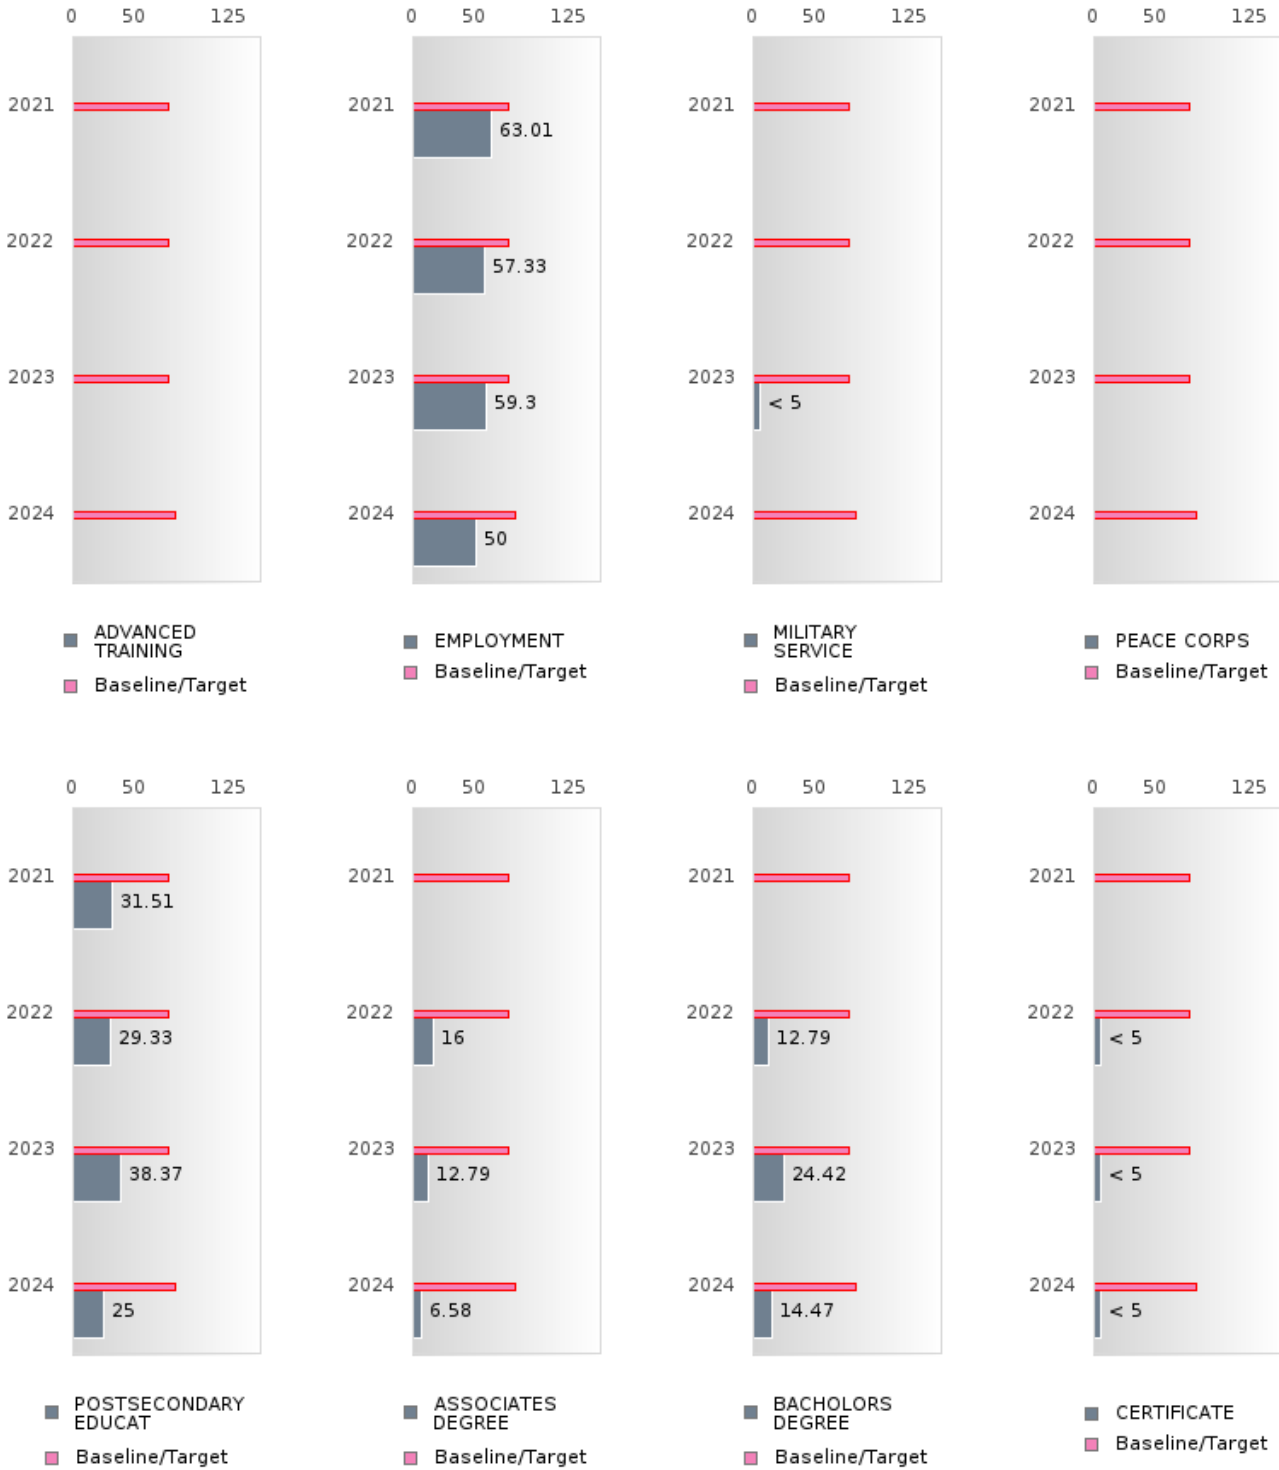 0 50 125 0 50 125 0 50 125 0 50 125
2021 2021 2021 2021
63.01
2022 2022 2022 2022
57.33
2023 2023 2023 2023
59.3 < 5
2024 2024 2024 2024
50
ADVANCED TRAINING
Baseline/Target
EMPLOYMENT
Baseline/Target
MILITARY SERVICE
Baseline/Target
PEACE CORPS
Baseline/Target
0 50 125 0 50 125 0 50 125 0 50 125
2021 2021 2021 2021
31.51
2022 2022 2022 2022
29.33 16 12.79 < 5
2023 2023 2023 2023
38.37 12.79 24.42 < 5
2024 2024 2024 2024
25 6.58 14.47 < 5
POSTSECONDARY EDUCAT
Baseline/Target
ASSOCIATES DEGREE
Baseline/Target
BACHOLORS DEGREE
Baseline/Target
CERTIFICATE
Baseline/Target